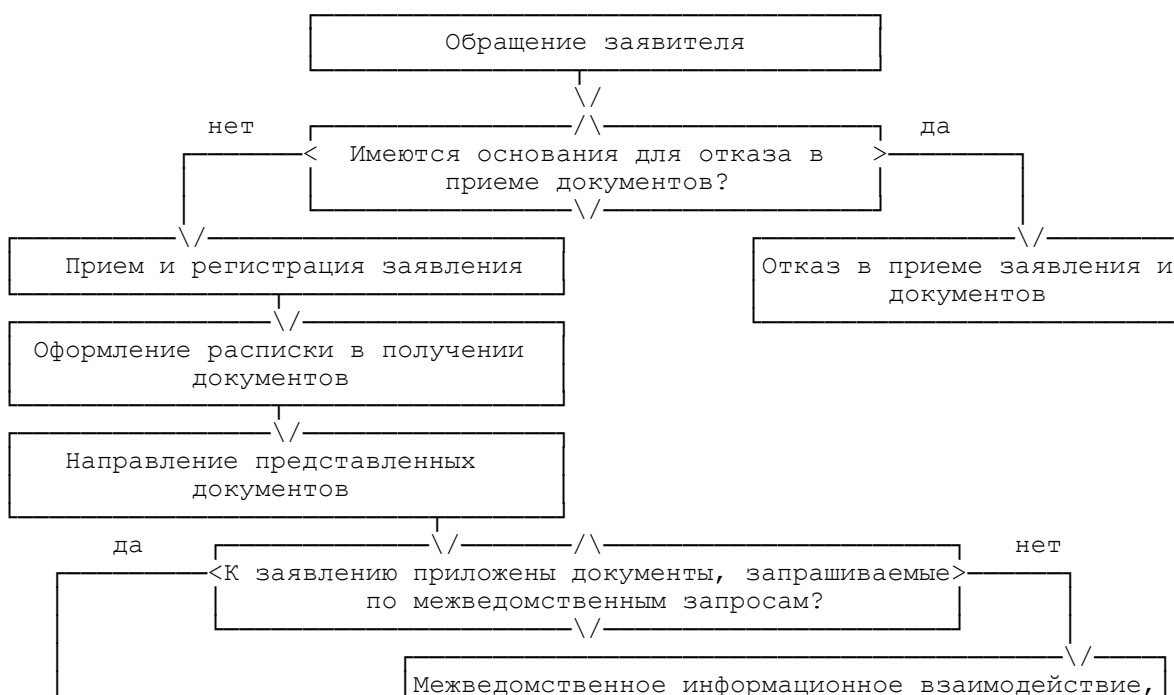 Обращение заявителя
нет
да
Имеются основания для отказа в
приеме документов?
Прием и регистрация заявления
Отказ в приеме заявления и
документов
Оформление расписки в получении
документов
Направление представленных
документов
да
нет
К заявлению приложены документы, запрашиваемые
по межведомственным запросам?
Межведомственное информационное взаимодействие,